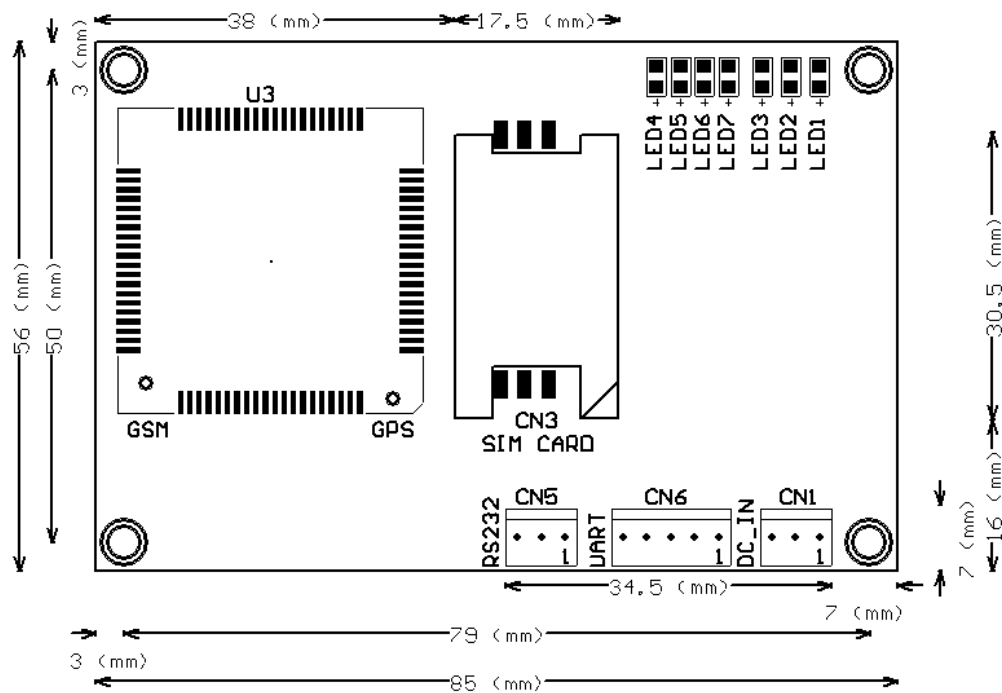 38 (mm)
17.5 (mm)
3 (mm)
U3
LED4+
LED5+
LED6+
LED7+
LED3+
LED2+
LED1+
56 (mm)
50 (mm)
30.5 (mm)
GSM
GPS
CN3
SIM CARD
RS232
CN5
1
UART
CN6
1
DC_IN
CN1
1
7 (mm)
16 (mm)
34.5 (mm)
7 (mm)
79 (mm)
3 (mm)
85 (mm)